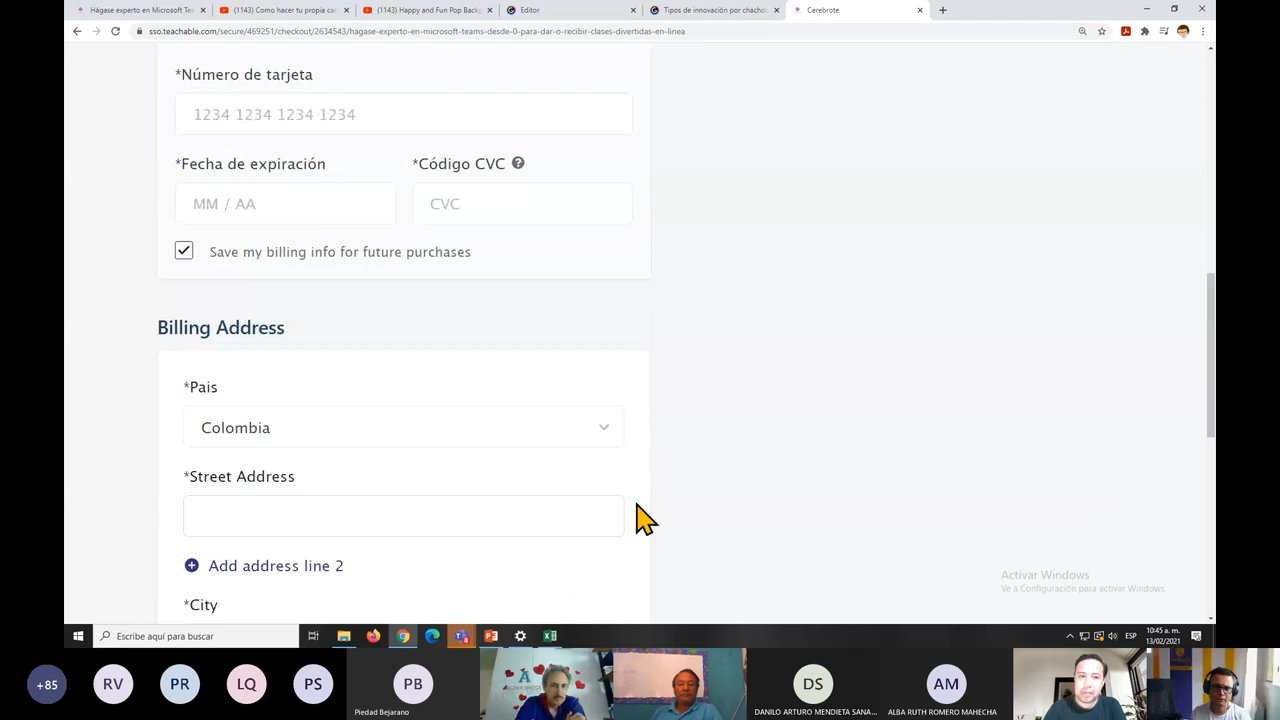 Hágase experto en Microsoft Tea
(1143) Como hacer tu propia can
(1143) Happy and Fun Pop Backg
Editor
Tipos de innovación por chacho
Cerebrote
sso.teachable.com/secure/469251/checkout/2634543/hagase-experto-en-microsoft-teams-desde-0-para-dar-o-recibir-clases-divertidas-en-linea
*Número de tarjeta
1234 1234 1234 1234
*Fecha de expiración
*Código CVC
MM / AA
CVC
Save my billing info for future purchases
Billing Address
*Pais
Colombia
*Street Address
Add address line 2
*City
Activar Windows
Ve a Configuración para activar Windows.
Escribe aquí para buscar
ESP
10:45 a. m.
13/02/2021
+85
RV
PR
LQ
PS
PB
Piedad Bejarano
DS
DANILO ARTURO MENDIETA SANA...
AM
ALBA RUTH ROMERO MAHECHA